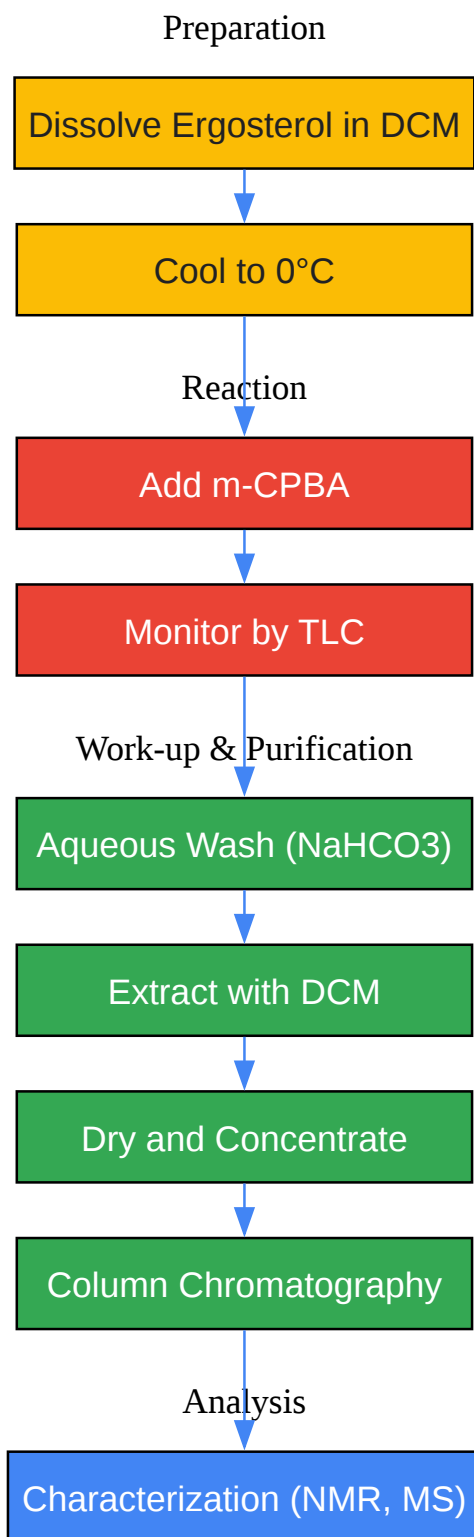 Preparation
Dissolve Ergosterol in DCM
Cool to 0°C
Reaction
Add m-CPBA
Monitor by TLC
Work-up & Purification
Aqueous Wash (NaHCO3)
Extract with DCM
Dry and Concentrate
Column Chromatography
Analysis
Characterization (NMR, MS)